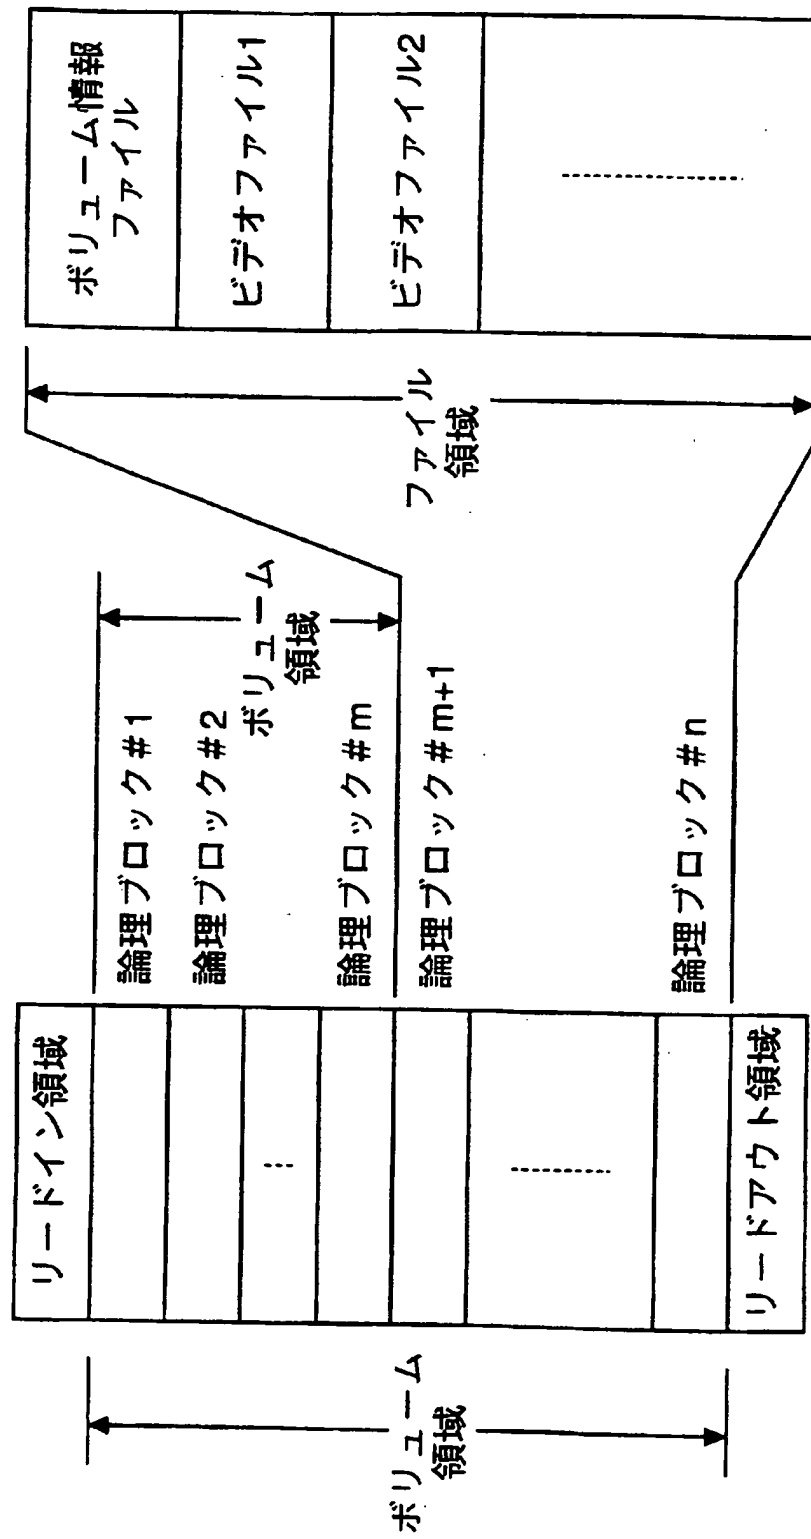 ボリューム
領域
リードイン領域
リードアウト領域
論理ブロック#1
論理ブロック#2
論理ブロック#m
論理ブロック#m+1
論理ブロック#n
ボリューム
領域
ファイル
領域
ボリューム情報
ファイル
ビデオファイル1
ビデオファイル2